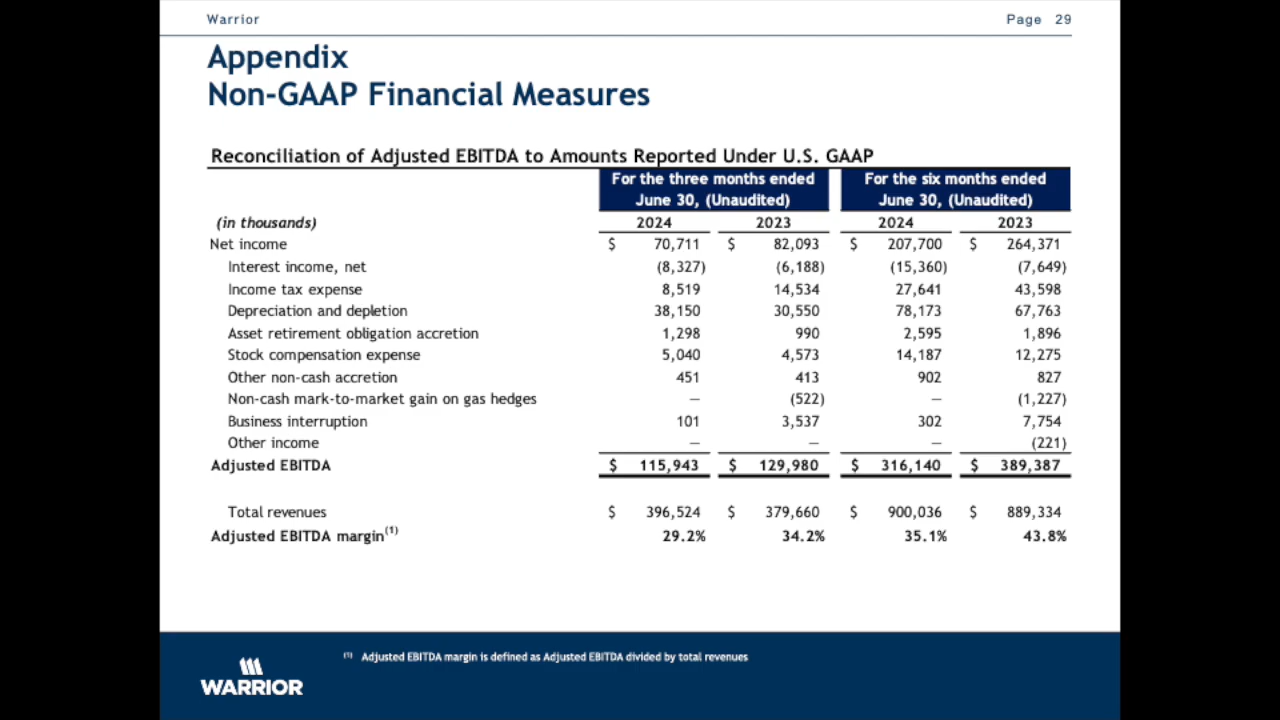 Warrior Page 29
Appendix
Non-GAAP Financial Measures
Reconciliation of Adjusted EBITDA to Amounts Reported Under U.S. GAAP
For the three months ended For the six months ended
June 30, (Unaudited) June 30, (Unaudited)
(in thousands) 2024 2023 2024 2023
Net income $ 70,711 $ 82,093 $ 207,700 $ 264,371
Interest income, net (8,327) (6,188) (15,360) (7,649)
Income tax expense 8,519 14,534 27,641 43,598
Depreciation and depletion 38,150 30,550 78,173 67,763
Asset retirement obligation accretion 1,298 990 2,595 1,896
Stock compensation expense 5,040 4,573 14,187 12,275
Other non-cash accretion 451 413 902 827
Non-cash mark-to-market gain on gas hedges — (522) — (1,227)
Business interruption 101 3,537 302 7,754
Other income — — — (221)
Adjusted EBITDA $ 115,943 $ 129,980 $ 316,140 $ 389,387
Total revenues $ 396,524 $ 379,660 $ 900,036 $ 889,334
Adjusted EBITDA margin(1) 29.2% 34.2% 35.1% 43.8%
(1) Adjusted EBITDA margin is defined as Adjusted EBITDA divided by total revenues
WARRIOR